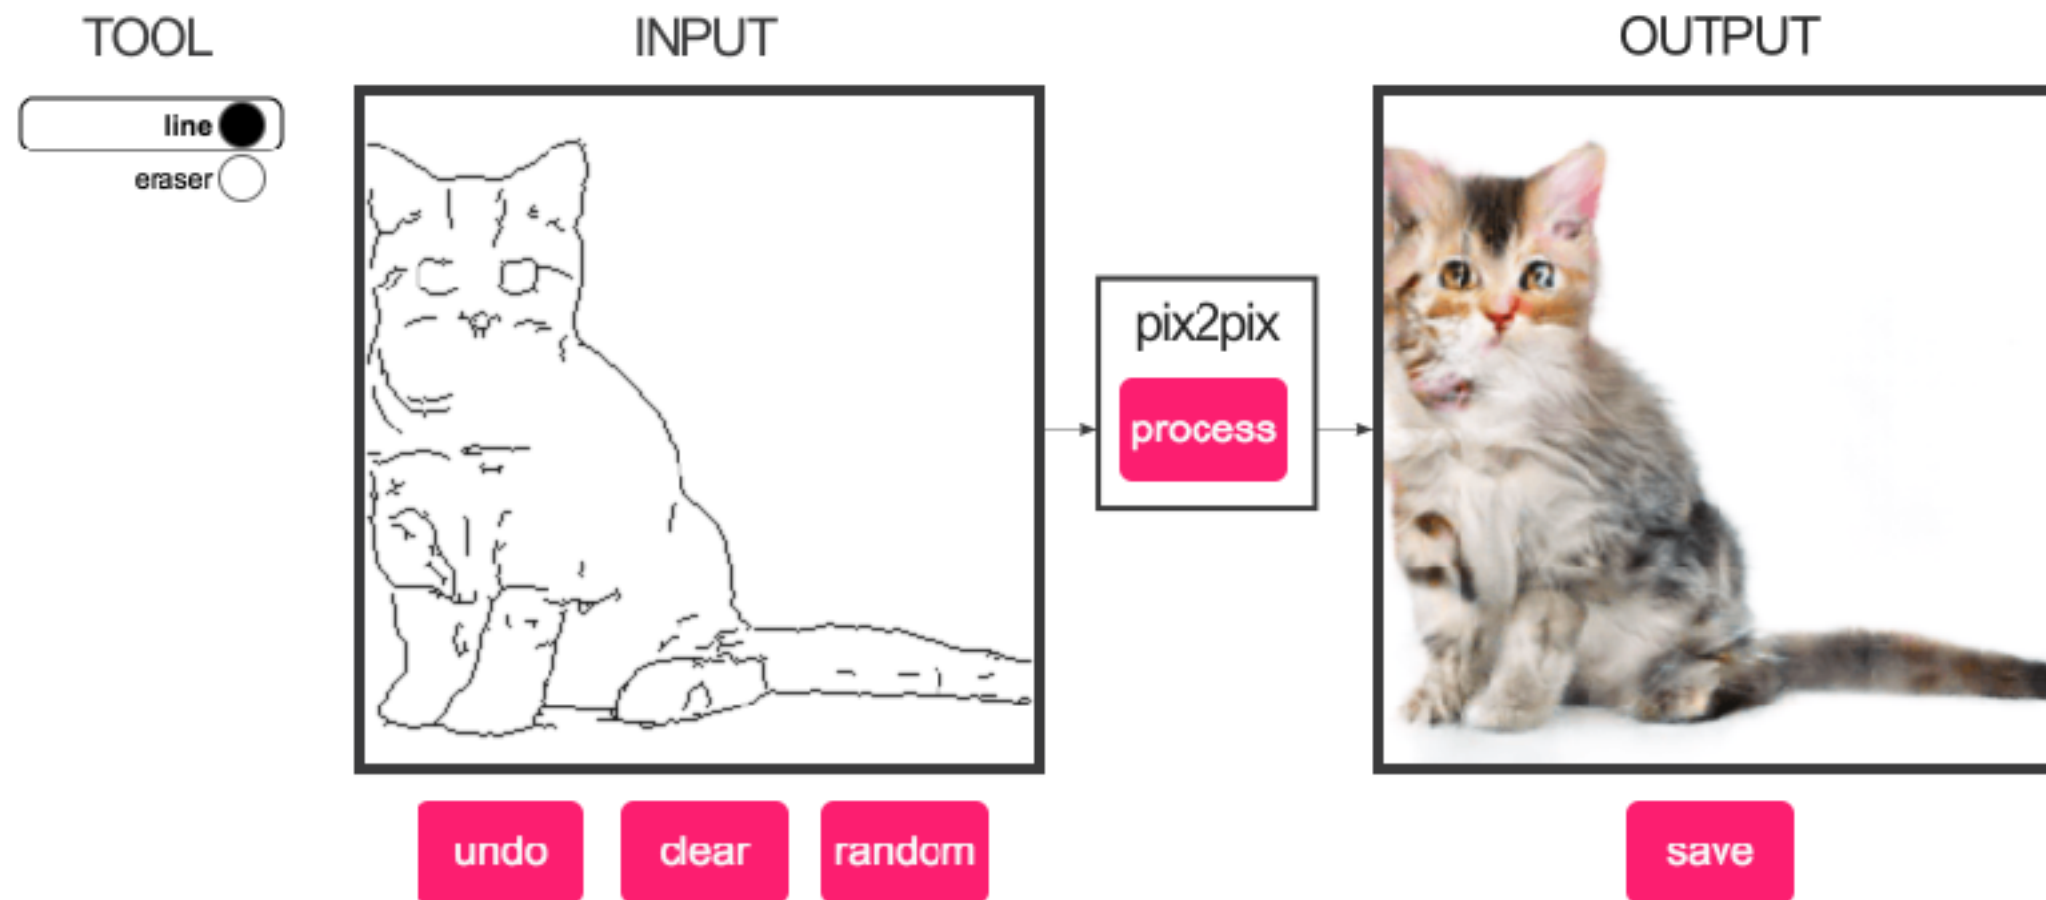 TOOL
INPUT
OUTPUT
line
eraser
pix2pix
process
undo
clear
random
save